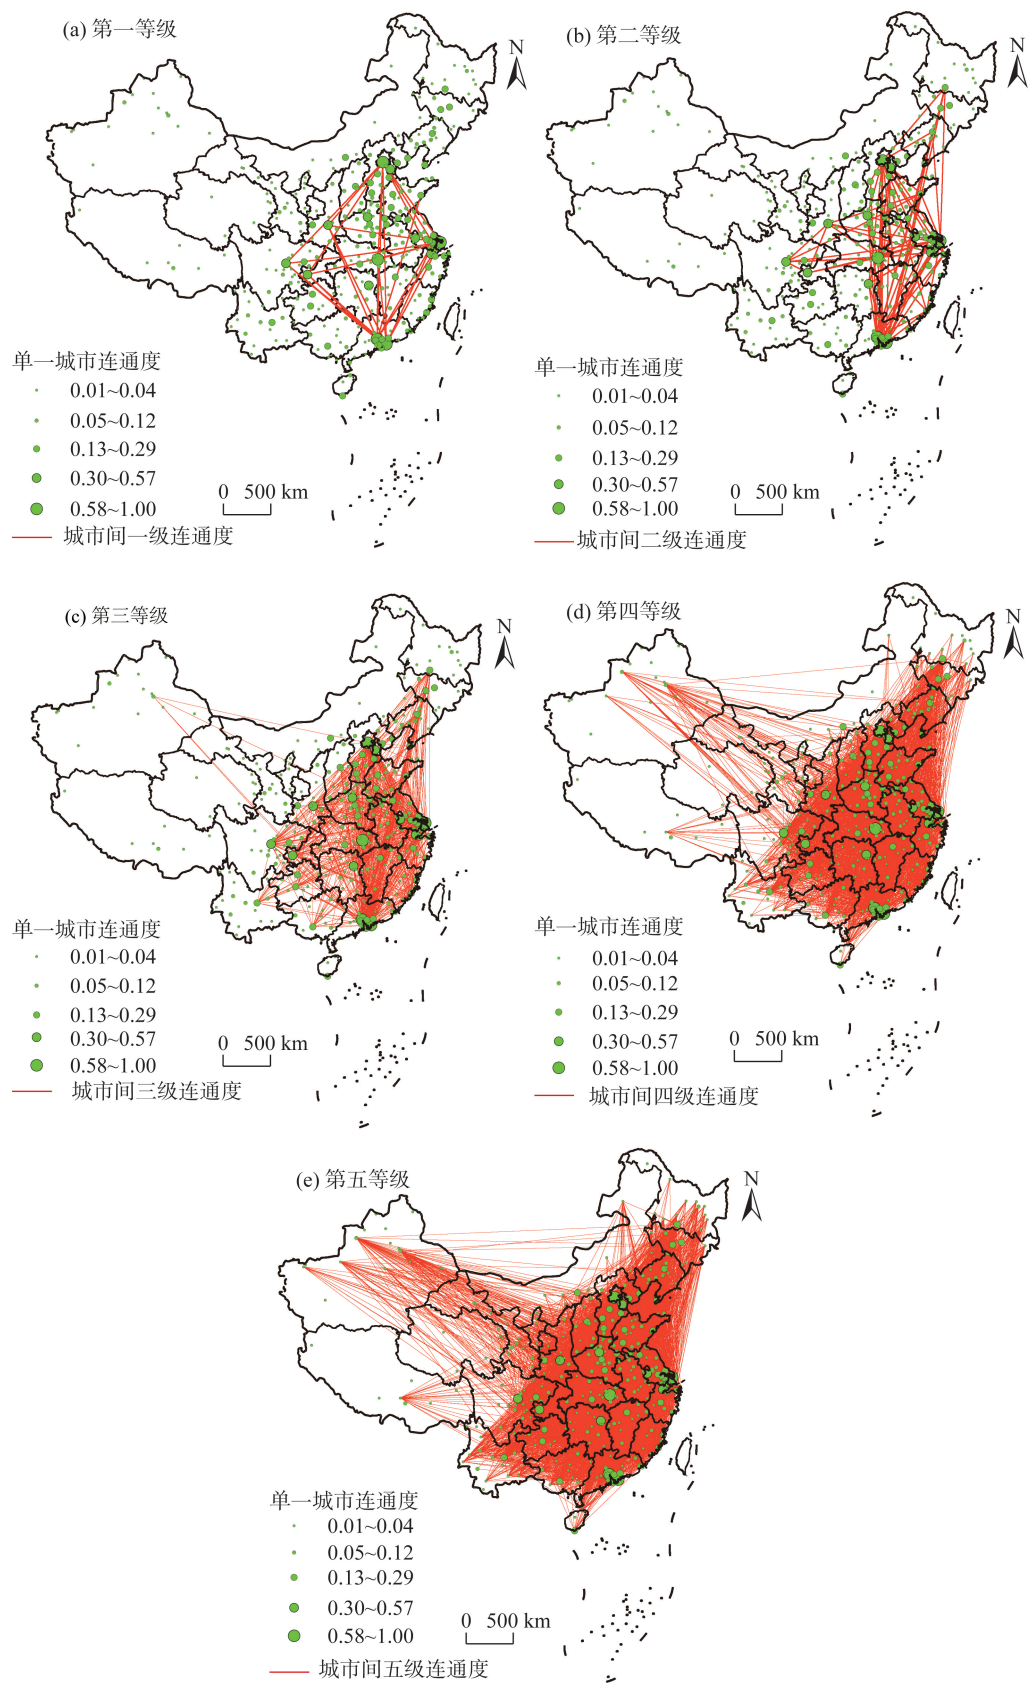 (a) 第一等级
N
单一城市连通度
0.01~0.04
0.05~0.12
0.13~0.29
0.30~0.57
0.58~1.00
城市间一级连通度
0 500 km
(b) 第二等级
N
单一城市连通度
0.01~0.04
0.05~0.12
0.13~0.29
0.30~0.57
0.58~1.00
城市间二级连通度
0 500 km
(c) 第三等级
N
单一城市连通度
0.01~0.04
0.05~0.12
0.13~0.29
0.30~0.57
0.58~1.00
城市间三级连通度
0 500 km
(d) 第四等级
N
单一城市连通度
0.01~0.04
0.05~0.12
0.13~0.29
0.30~0.57
0.58~1.00
城市间四级连通度
0 500 km
(e) 第五等级
N
单一城市连通度
0.01~0.04
0.05~0.12
0.13~0.29
0.30~0.57
0.58~1.00
城市间五级连通度
0 500 km